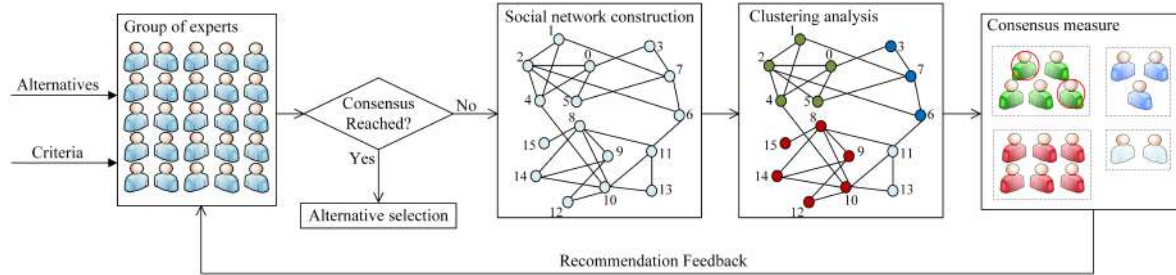 Group of experts
Alternatives
Criteria
Consensus
Reached?
No
Yes
Alternative selection
Social network construction
1
3
2
0
7
4
5
6
8
15
9
11
14
10
13
12
Clustering analysis
1
3
2
0
7
4
5
6
8
15
9
11
14
10
13
12
Consensus measure
Recommendation Feedback